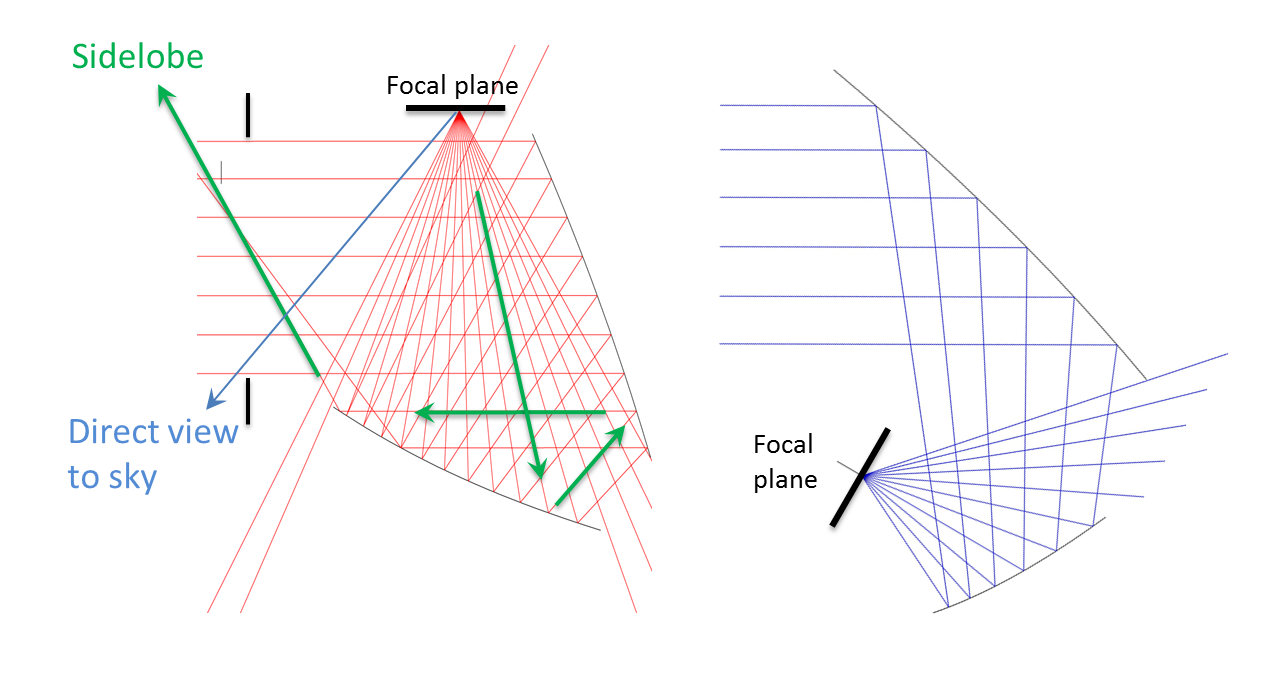 Sidelobe
Focal plane
Direct view
to sky
Focal
plane